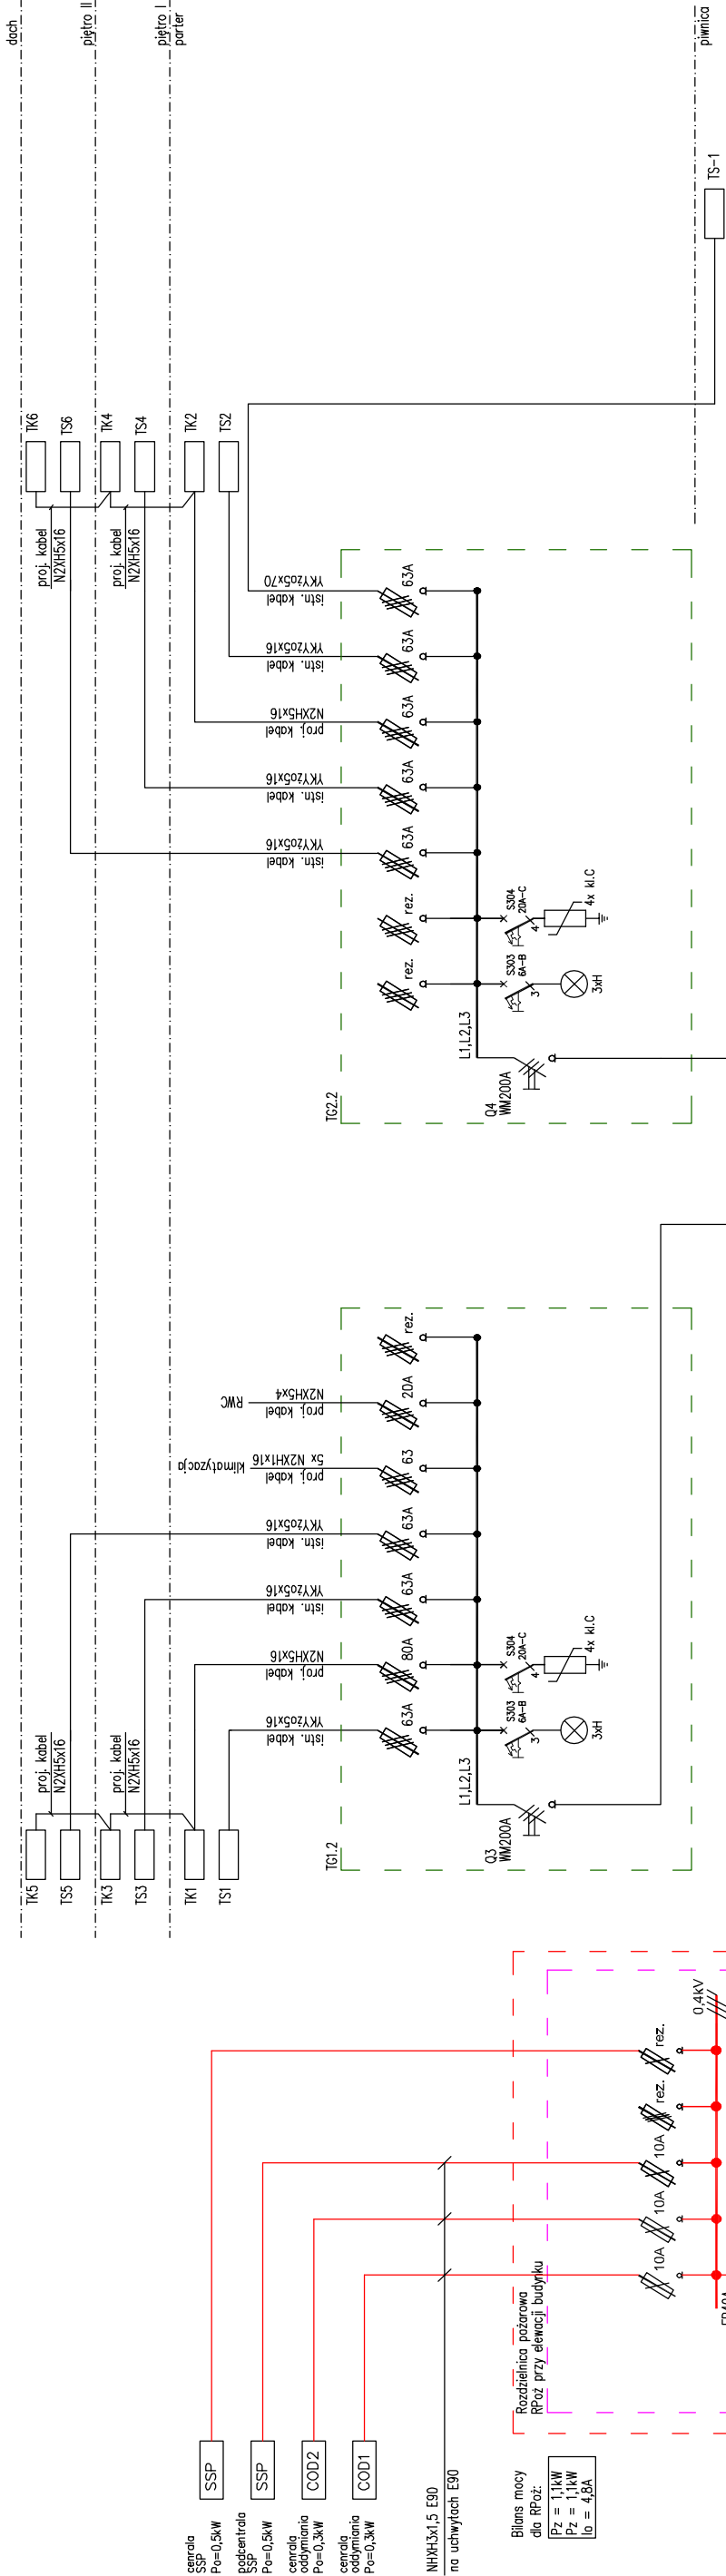 dach
piętro II
piętro I
parter
piwnica
TS-1
TK6
TS6
TK4
TS4
TK2
TS2
proj. kabel
N2XH5x16
proj. kabel
N2XH5x16
istn. kabel
YKYżo5x70
istn. kabel
YKYżo5x16
proj. kabel
N2XH5x16
istn. kabel
YKYżo5x16
istn. kabel
YKYżo5x16
63A
63A
63A
63A
63A
rez.
rez.
S304
20A-C
4
4x kl.C
S303
6A-B
3
3xH
L1,L2,L3
Q4
WM200A
TG2.2
RWC
proj. kabel
N2XH5x4
klimatyzacja
proj. kabel
5x N2XH1x16
istn. kabel
YKYżo5x16
istn. kabel
YKYżo5x16
proj. kabel
N2XH5x16
istn. kabel
YKYżo5x16
rez.
20A
63
63A
63A
80A
63A
S304
20A-C
4
4x kl.C
S303
6A-B
3
3xH
L1,L2,L3
Q3
WM200A
TG1.2
proj. kabel
N2XH5x16
proj. kabel
N2XH5x16
TK5
TS5
TK3
TS3
TK1
TS1
0.4kV
rez.
rez.
10A
10A
10A
Rozdzielnica pożarowa
RPoż przy elewacji budynku
SSP
SSP
COD2
COD1
cenrala
SSP
Po=0,5kW
podcentrala
SSP
Po=0,5kW
cenrala
oddymiania
Po=0,3kW
cenrala
oddymiania
Po=0,3kW
NHXH3x1,5 E90
na uchwytach E90
Bilans mocy
dla RPoż:
Pz = 1,1kW
Pz = 1,1kW
Io = 4,8A